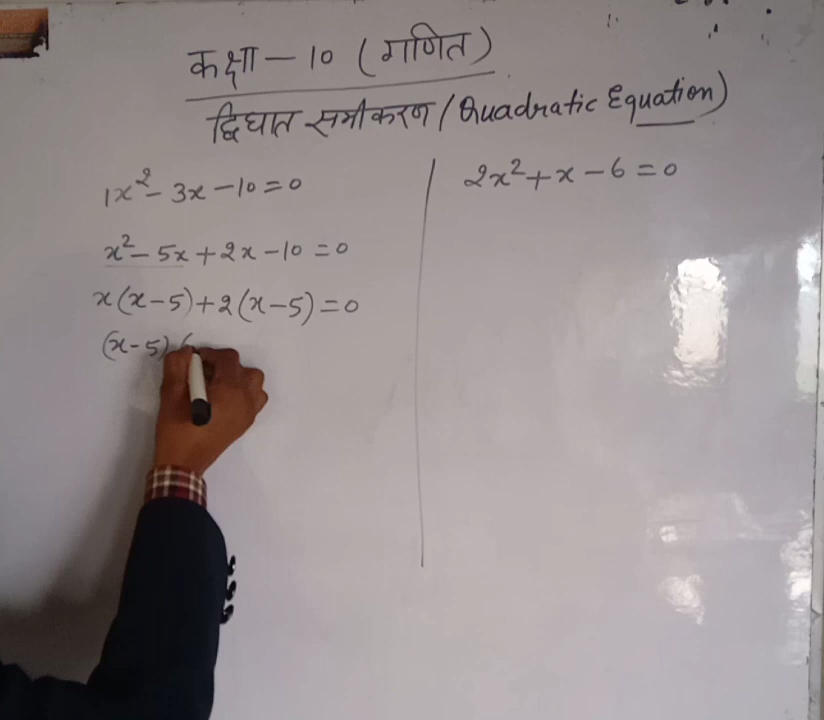 कक्षा - 10 (गणित)
द्विघात समीकरण / Quadratic Equation)
1x² - 3x - 10 = 0
x² - 5x + 2x - 10 = 0
x(x-5) + 2(x-5) = 0
(x-5) (
2x² + x - 6 = 0